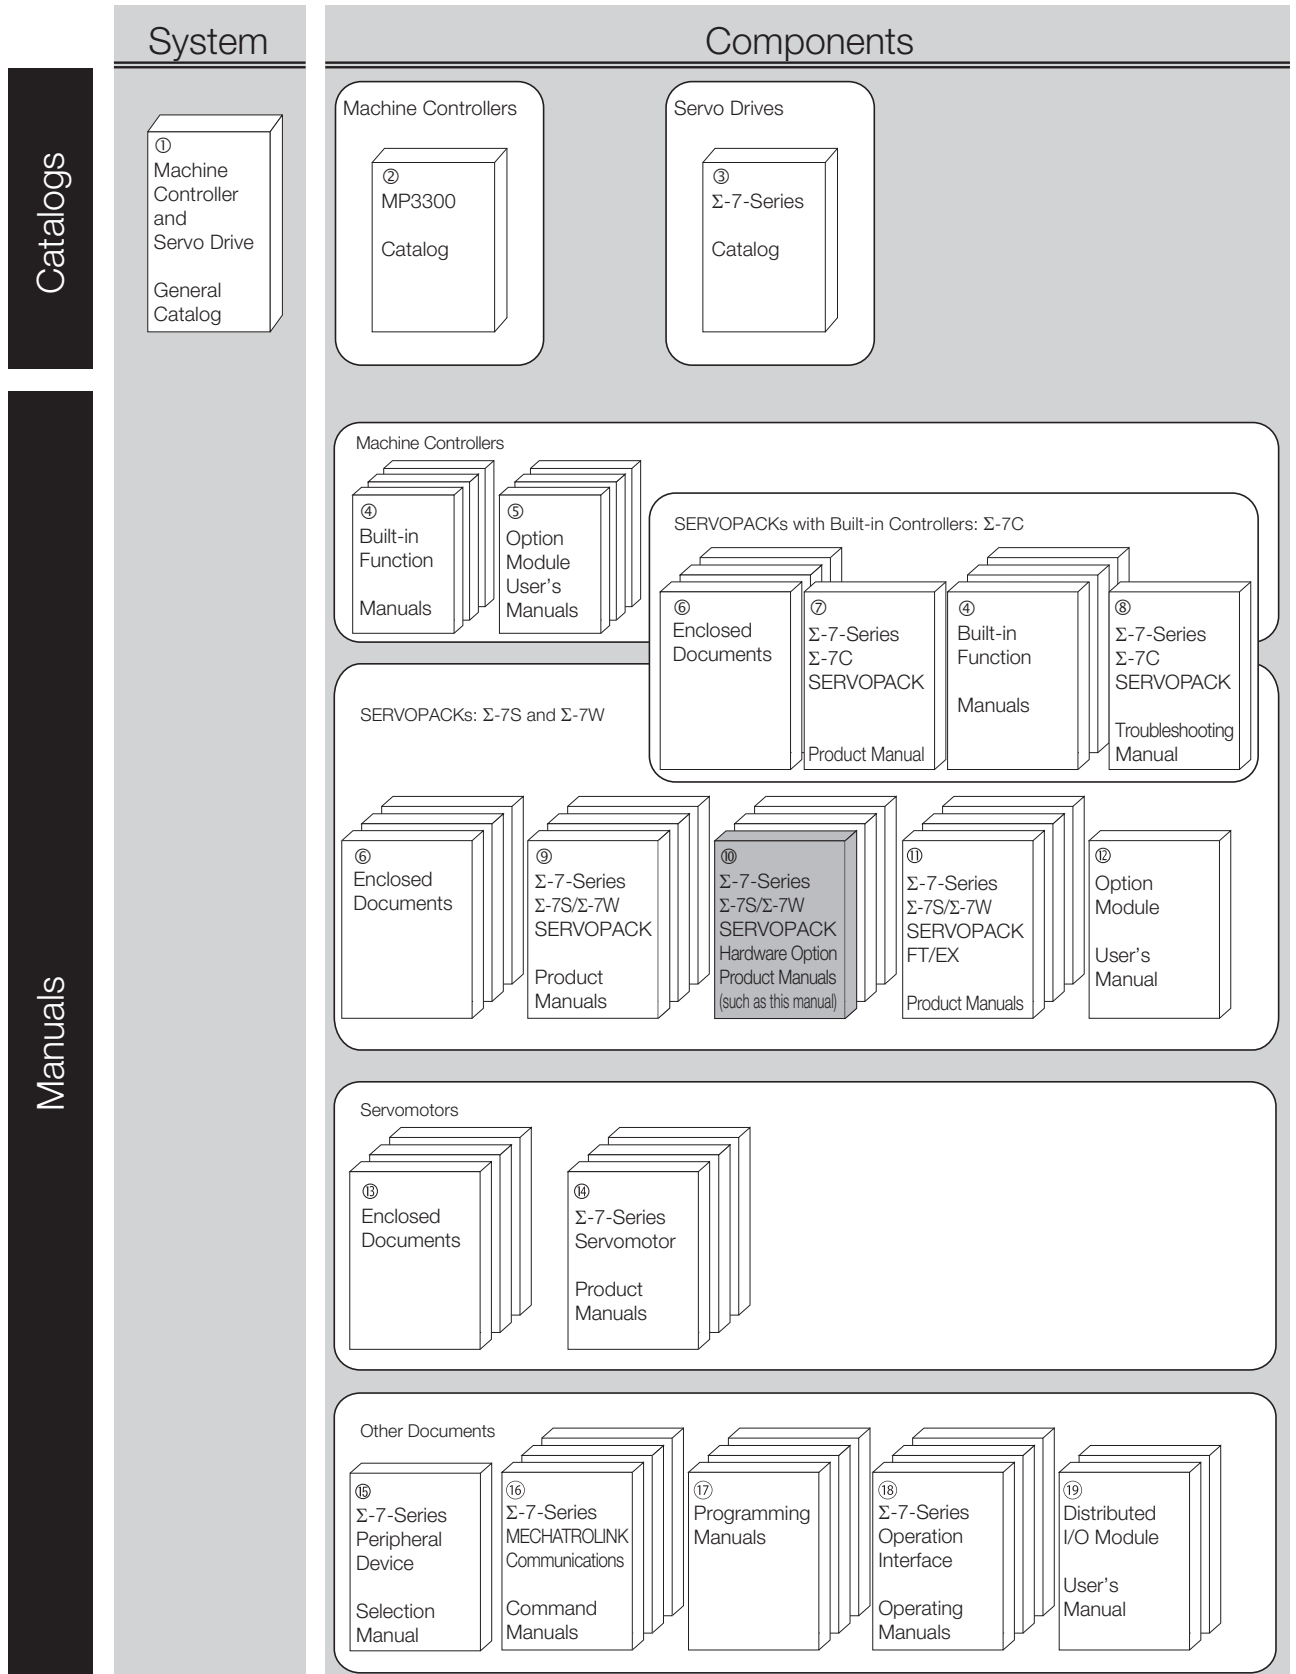 System
Components
Catalogs
①
Machine
Controller
and
Servo Drive
General
Catalog
Machine Controllers
②
MP3300
Catalog
Servo Drives
③
Σ-7-Series
Catalog
Manuals
Machine Controllers
④
Built-in
Function
Manuals
⑤
Option
Module
User's
Manuals
SERVOPACKs with Built-in Controllers: Σ-7C
⑥
Enclosed
Documents
⑦
Σ-7-Series
Σ-7C
SERVOPACK
Product Manual
④
Built-in
Function
Manuals
⑧
Σ-7-Series
Σ-7C
SERVOPACK
Troubleshooting
Manual
SERVOPACKs: Σ-7S and Σ-7W
⑥
Enclosed
Documents
⑨
Σ-7-Series
Σ-7S/Σ-7W
SERVOPACK
Product
Manuals
⑩
Σ-7-Series
Σ-7S/Σ-7W
SERVOPACK
Hardware Option
Product Manuals
(such as this manual)
⑪
Σ-7-Series
Σ-7S/Σ-7W
SERVOPACK
FT/EX
Product Manuals
⑫
Option
Module
User's
Manual
Servomotors
⑬
Enclosed
Documents
⑭
Σ-7-Series
Servomotor
Product
Manuals
Other Documents
⑮
Σ-7-Series
Peripheral
Device
Selection
Manual
⑯
Σ-7-Series
MECHATROLINK
Communications
Command
Manuals
⑰
Programming
Manuals
⑱
Σ-7-Series
Operation
Interface
Operating
Manuals
⑲
Distributed
I/O Module
User's
Manual